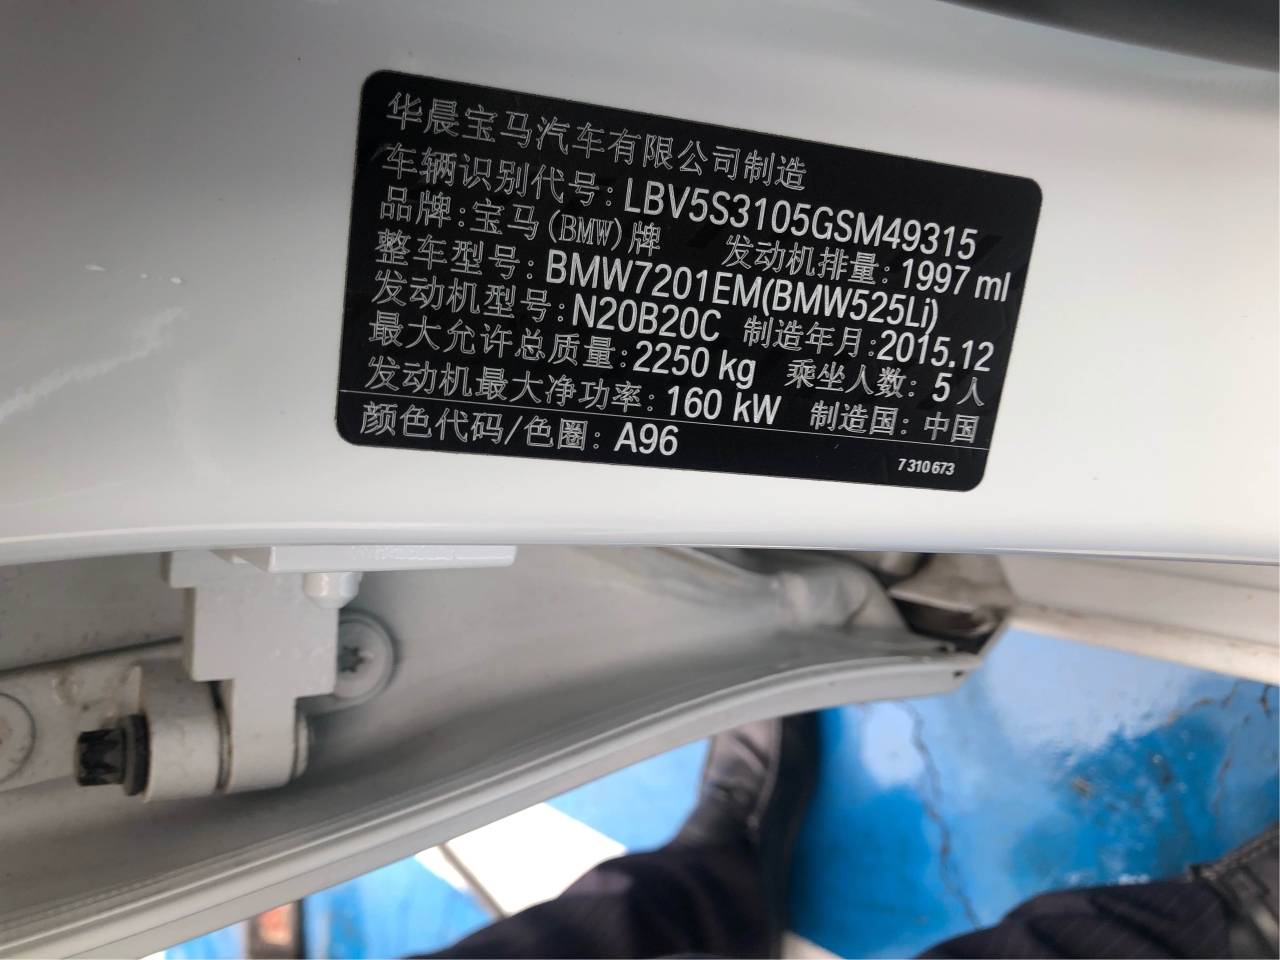 华晨宝马汽车有限公司制造
车辆识别代号: LBV5S3105GSM49315
品牌: 宝马(BMW)牌 发动机排量: 1997 ml
整车型号: BMW7201EM(BMW525Li)
发动机型号: N20B20C 制造年月: 2015.12
最大允许总质量: 2250 kg 乘坐人数: 5 人
发动机最大净功率: 160 kW 制造国: 中国
颜色代码/色圈: A96
7 310 673